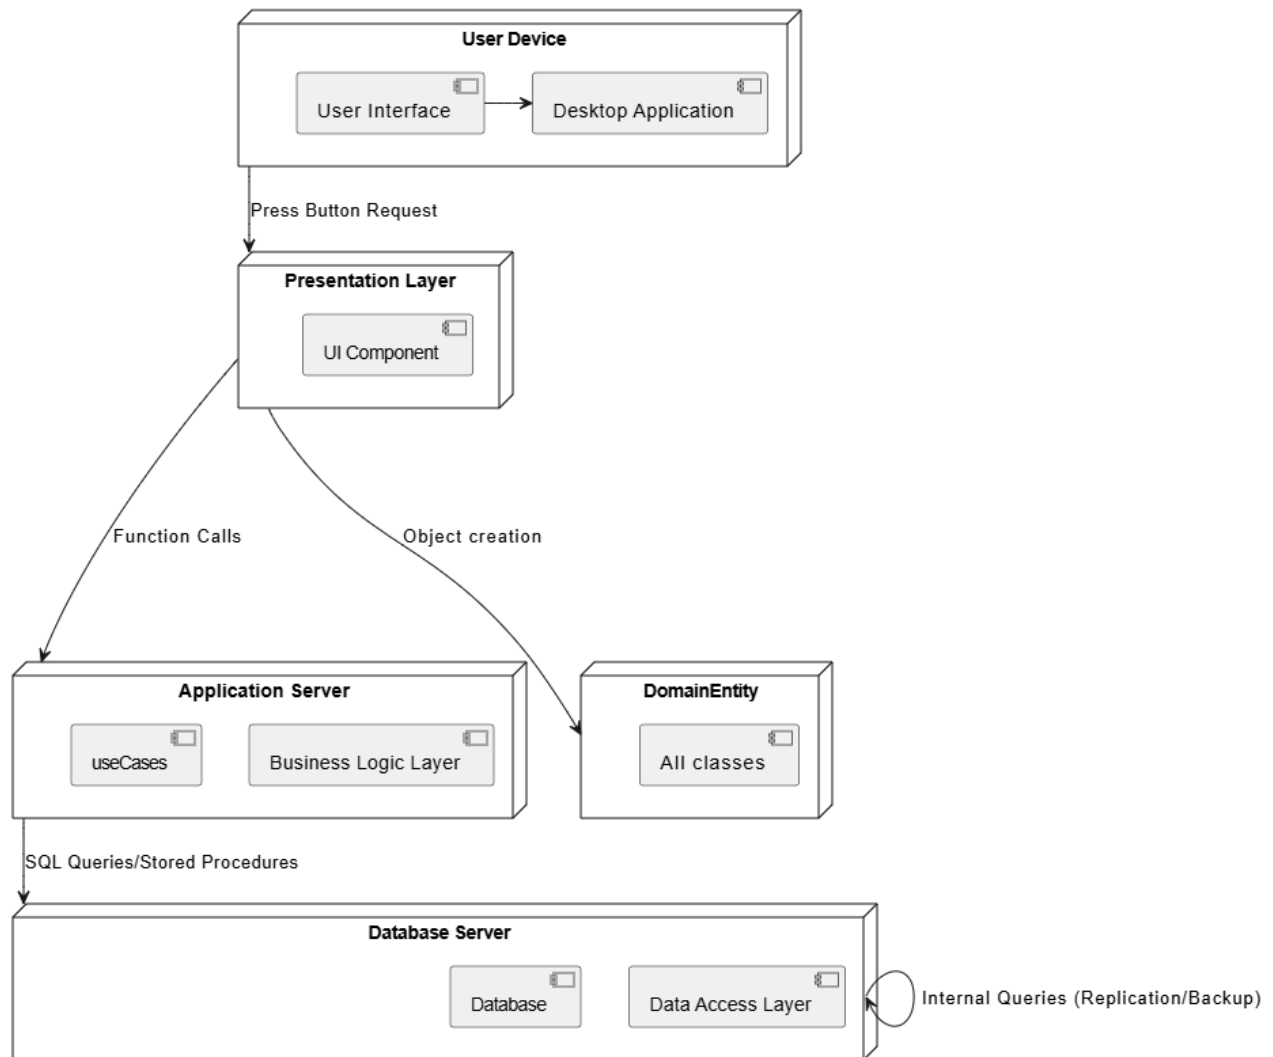 User Device
User Interface
Desktop Application
Press Button Request
Presentation Layer
UI Component
Function Calls
Object creation
Application Server
DomainEntity
useCases
Business Logic Layer
All classes
SQL Queries/Stored Procedures
Database Server
Database
Data Access Layer
Internal Queries (Replication/Backup)